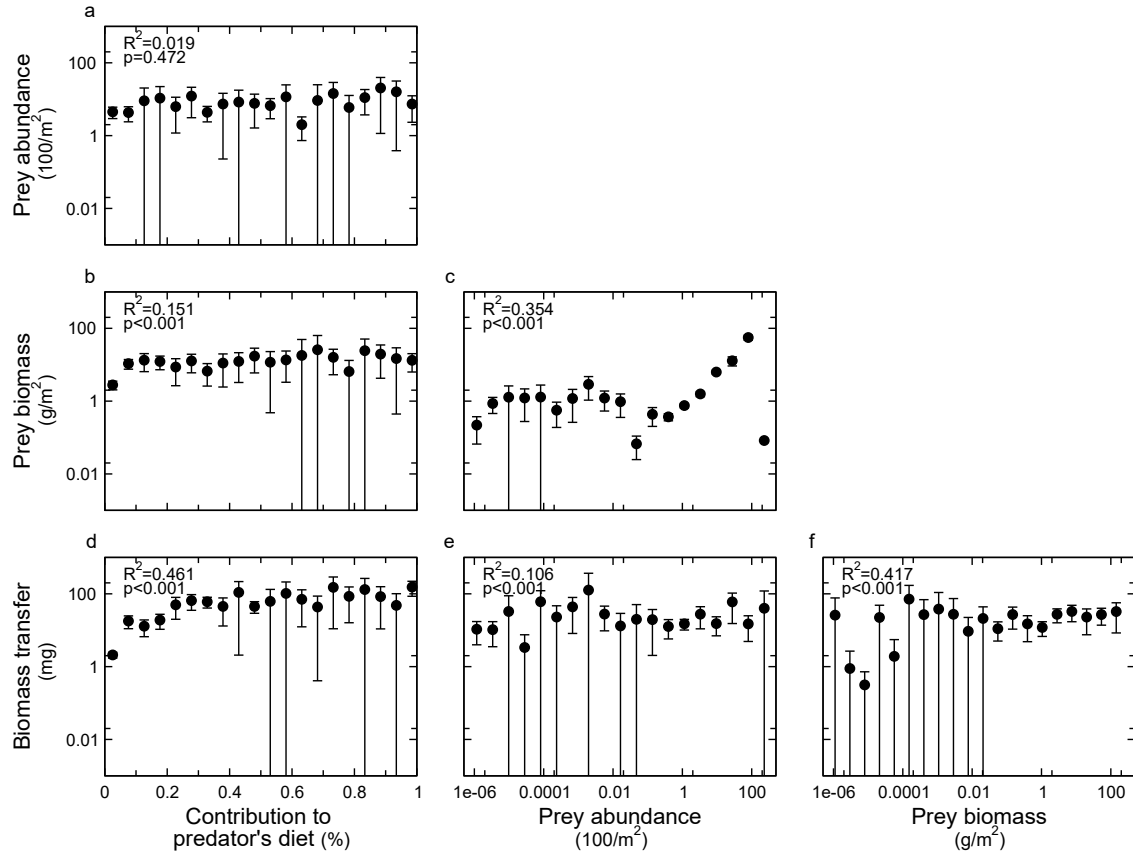 a
R²=0.019
p=0.472
Prey abundance
(100/m²)
100
1
0.01
b
R²=0.151
p<0.001
Prey biomass
(g/m²)
100
1
0.01
c
R²=0.354
p<0.001
d
R²=0.461
p<0.001
Biomass transfer
(mg)
100
1
0.01
0 0.2 0.4 0.6 0.8 1
Contribution to
predator's diet (%)
e
R²=0.106
p<0.001
1e-06 0.0001 0.01 1 100
Prey abundance
(100/m²)
f
R²=0.417
p<0.001
1e-06 0.0001 0.01 1 100
Prey biomass
(g/m²)